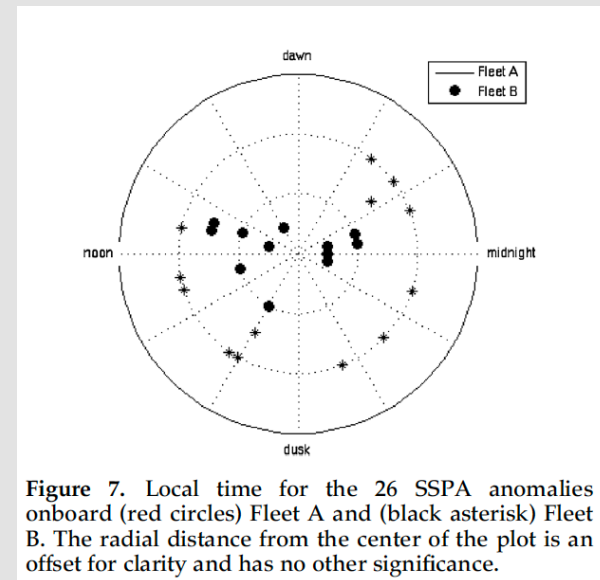 dawn
Fleet A
Fleet B
noon
midnight
dusk
Figure 7. Local time for the 26 SSPA anomalies
onboard (red circles) Fleet A and (black asterisk) Fleet
B. The radial distance from the center of the plot is an
offset for clarity and has no other significance.